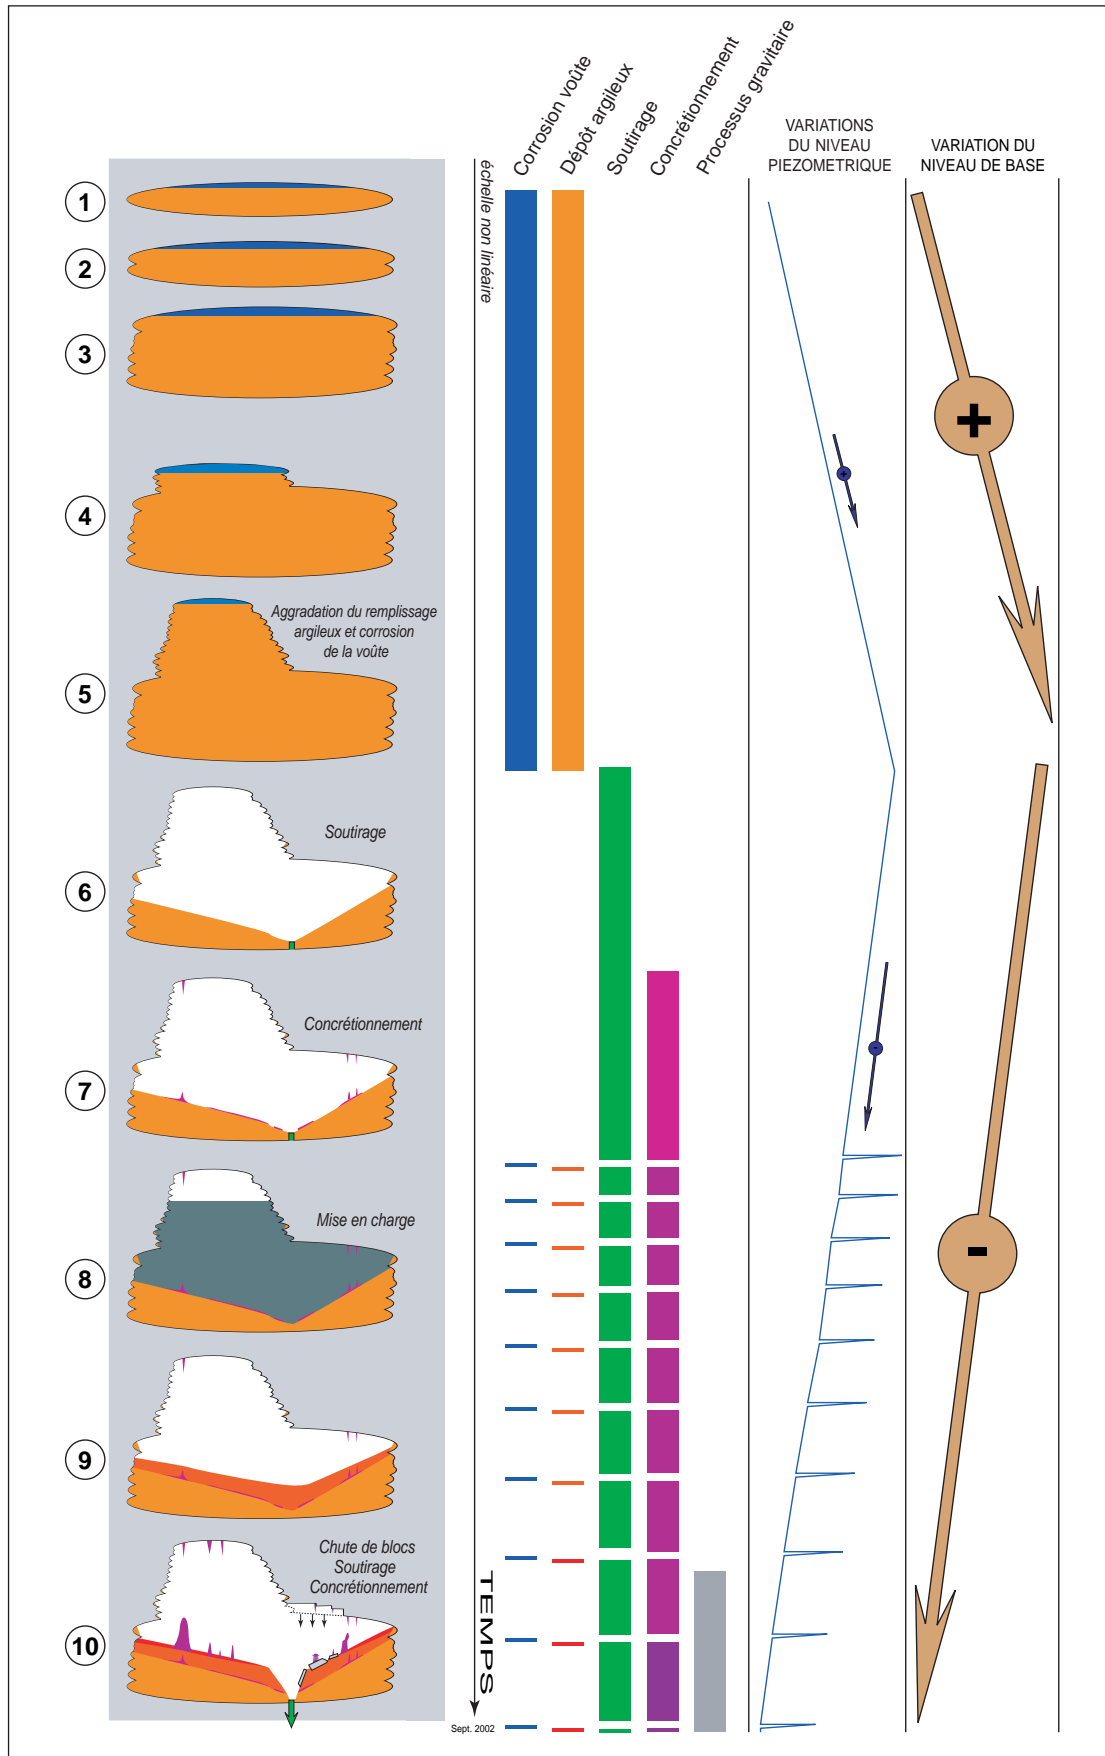 Corrosion voûte
Dépôt argileux
Soutirage
Concrétionnement
Processus gravitaire
VARIATIONS
DU NIVEAU
PIEZOMETRIQUE
VARIATION DU
NIVEAU DE BASE
échelle non linéaire
1
2
3
+
+
4
Aggradation du remplissage
argileux et corrosion
de la voûte
5
Soutirage
6
Concrétionnement
-
7
Mise en charge
-
8
9
Chute de blocs
Soutirage
Concrétionnement
10
TEMPS
Sept. 2002